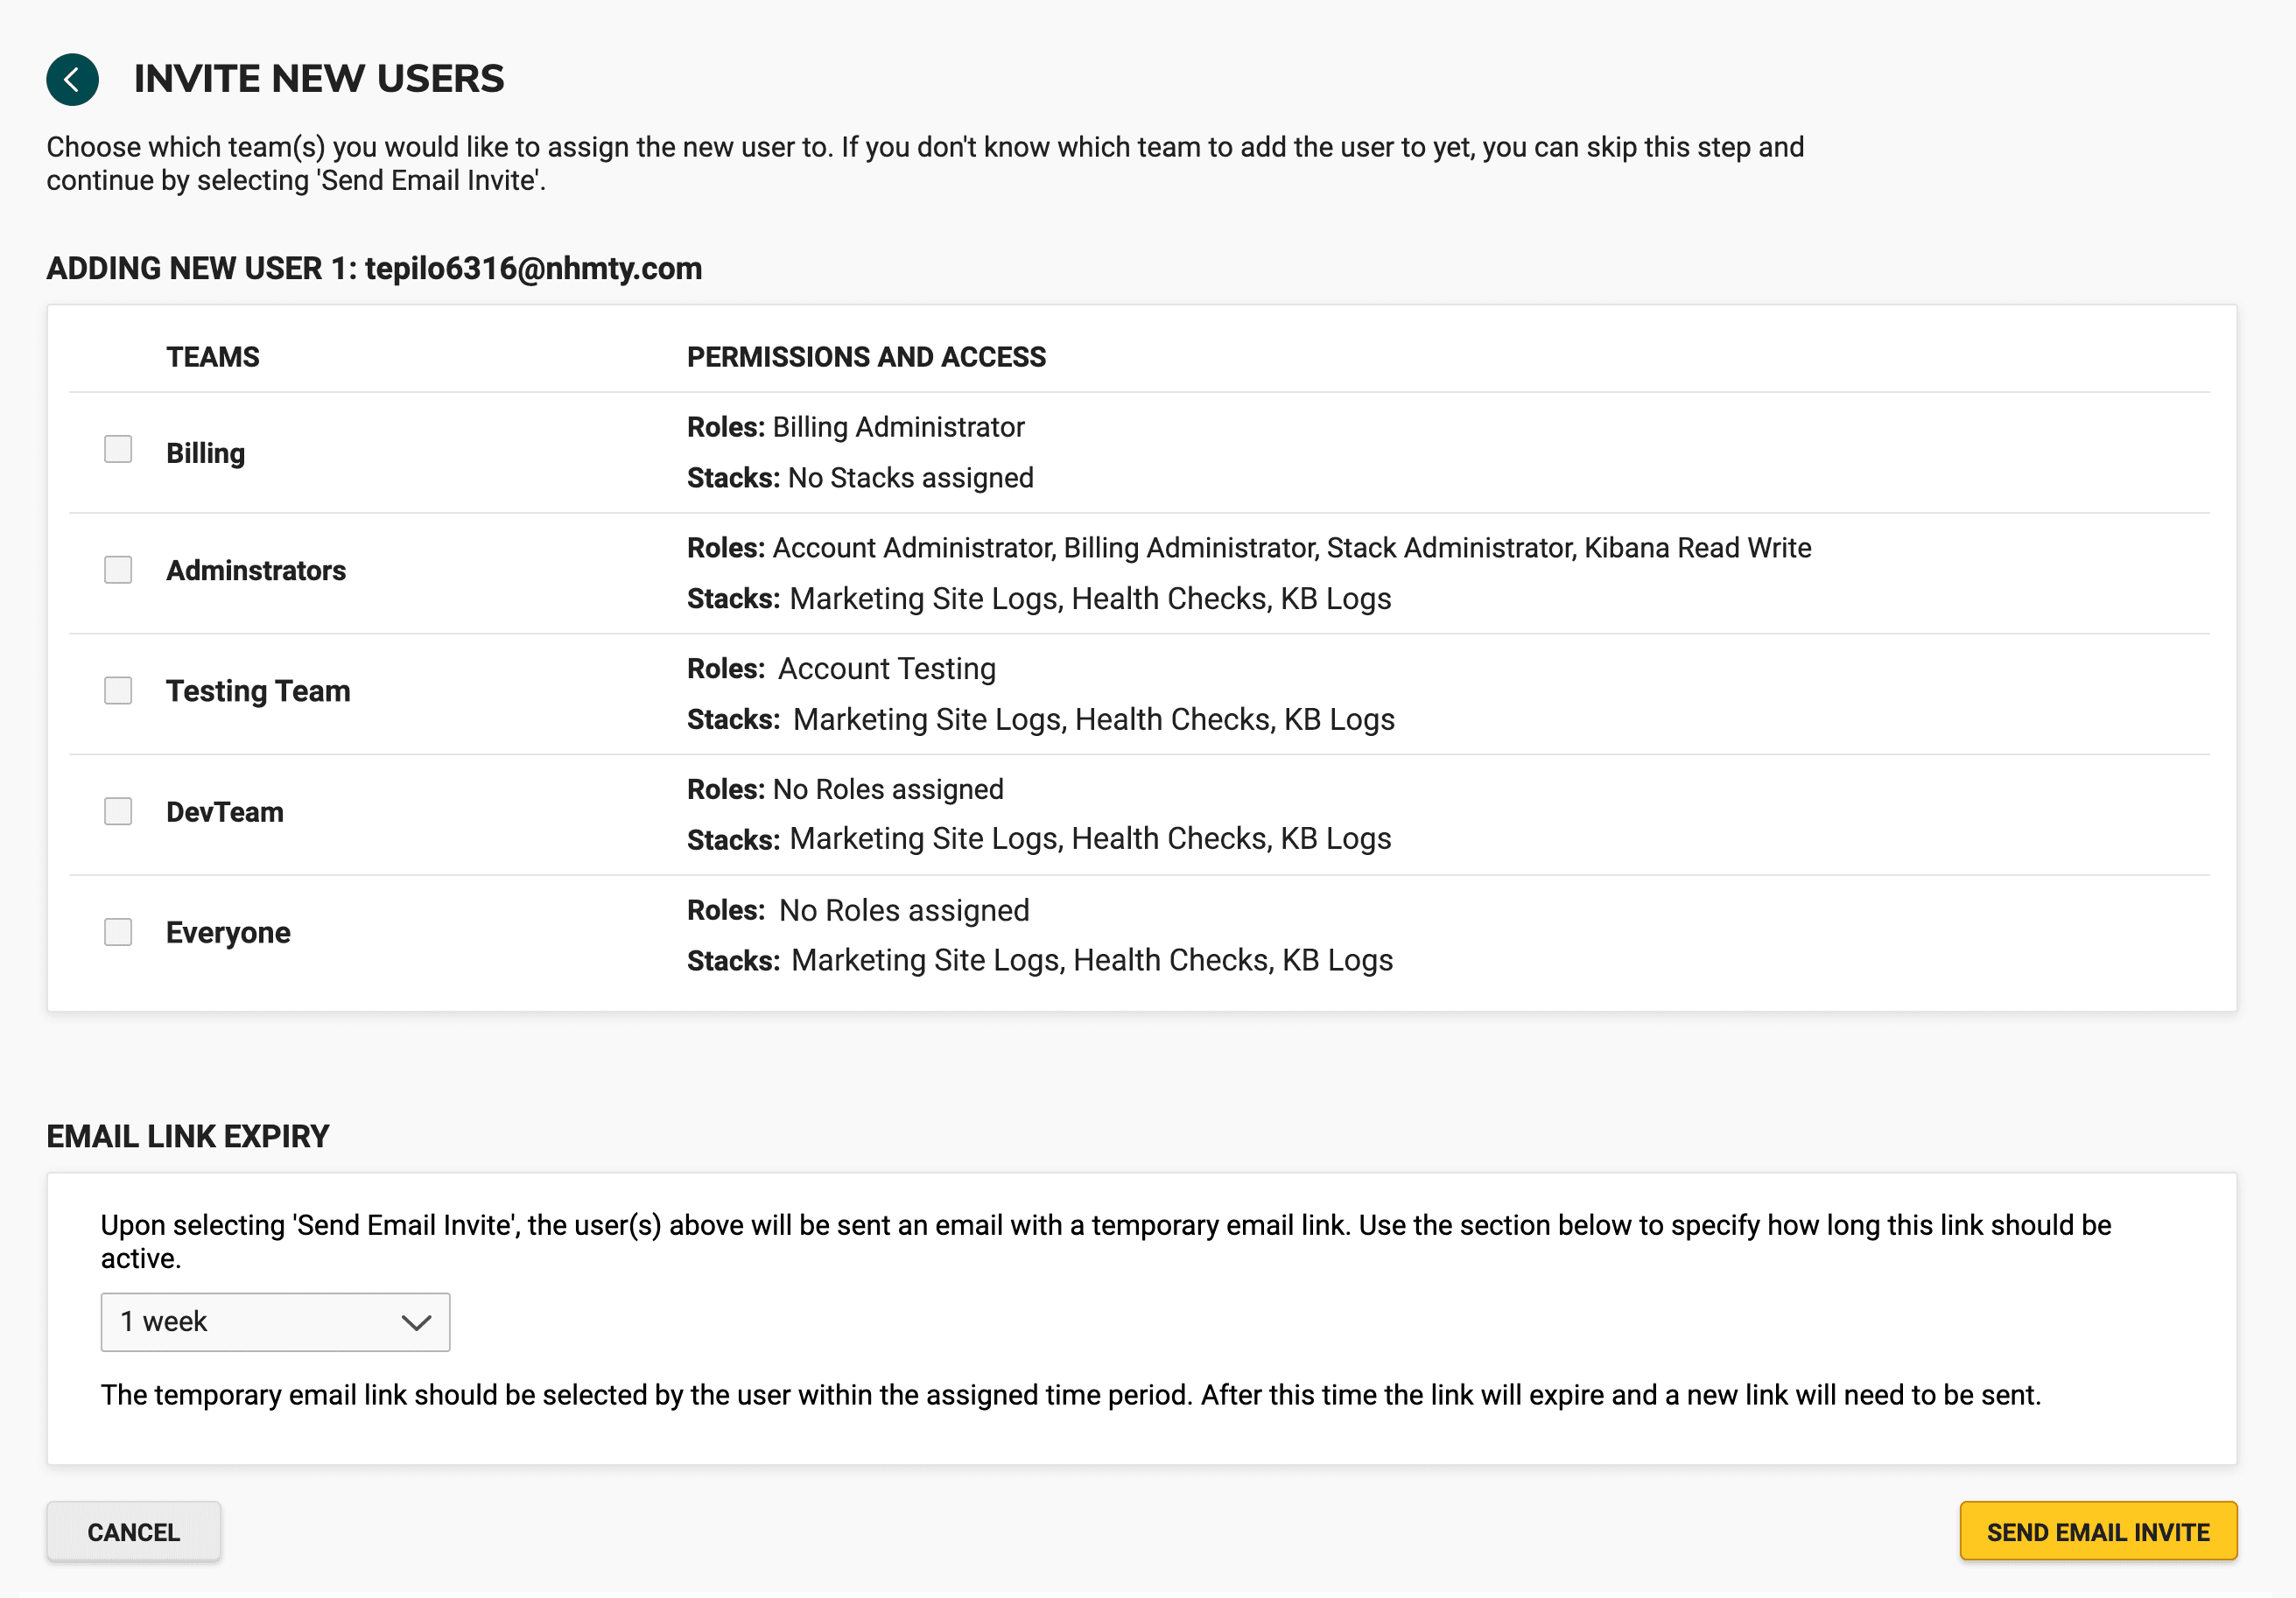 INVITE NEW USERS
Choose which team(s) you would like to assign the new user to. If you don't know which team to add the user to yet, you can skip this step and
continue by selecting 'Send Email Invite'.
ADDING NEW USER 1: tepilo6316@nhmty.com
TEAMS PERMISSIONS AND ACCESS
Billing
Roles: Billing Administrator
Stacks: No Stacks assigned
Adminstrators
Roles: Account Administrator, Billing Administrator, Stack Administrator, Kibana Read Write
Stacks: Marketing Site Logs, Health Checks, KB Logs
Testing Team
Roles: Account Testing
Stacks: Marketing Site Logs, Health Checks, KB Logs
DevTeam
Roles: No Roles assigned
Stacks: Marketing Site Logs, Health Checks, KB Logs
Everyone
Roles: No Roles assigned
Stacks: Marketing Site Logs, Health Checks, KB Logs
EMAIL LINK EXPIRY
Upon selecting 'Send Email Invite', the user(s) above will be sent an email with a temporary email link. Use the section below to specify how long this link should be
active.
1 week
The temporary email link should be selected by the user within the assigned time period. After this time the link will expire and a new link will need to be sent.
CANCEL SEND EMAIL INVITE